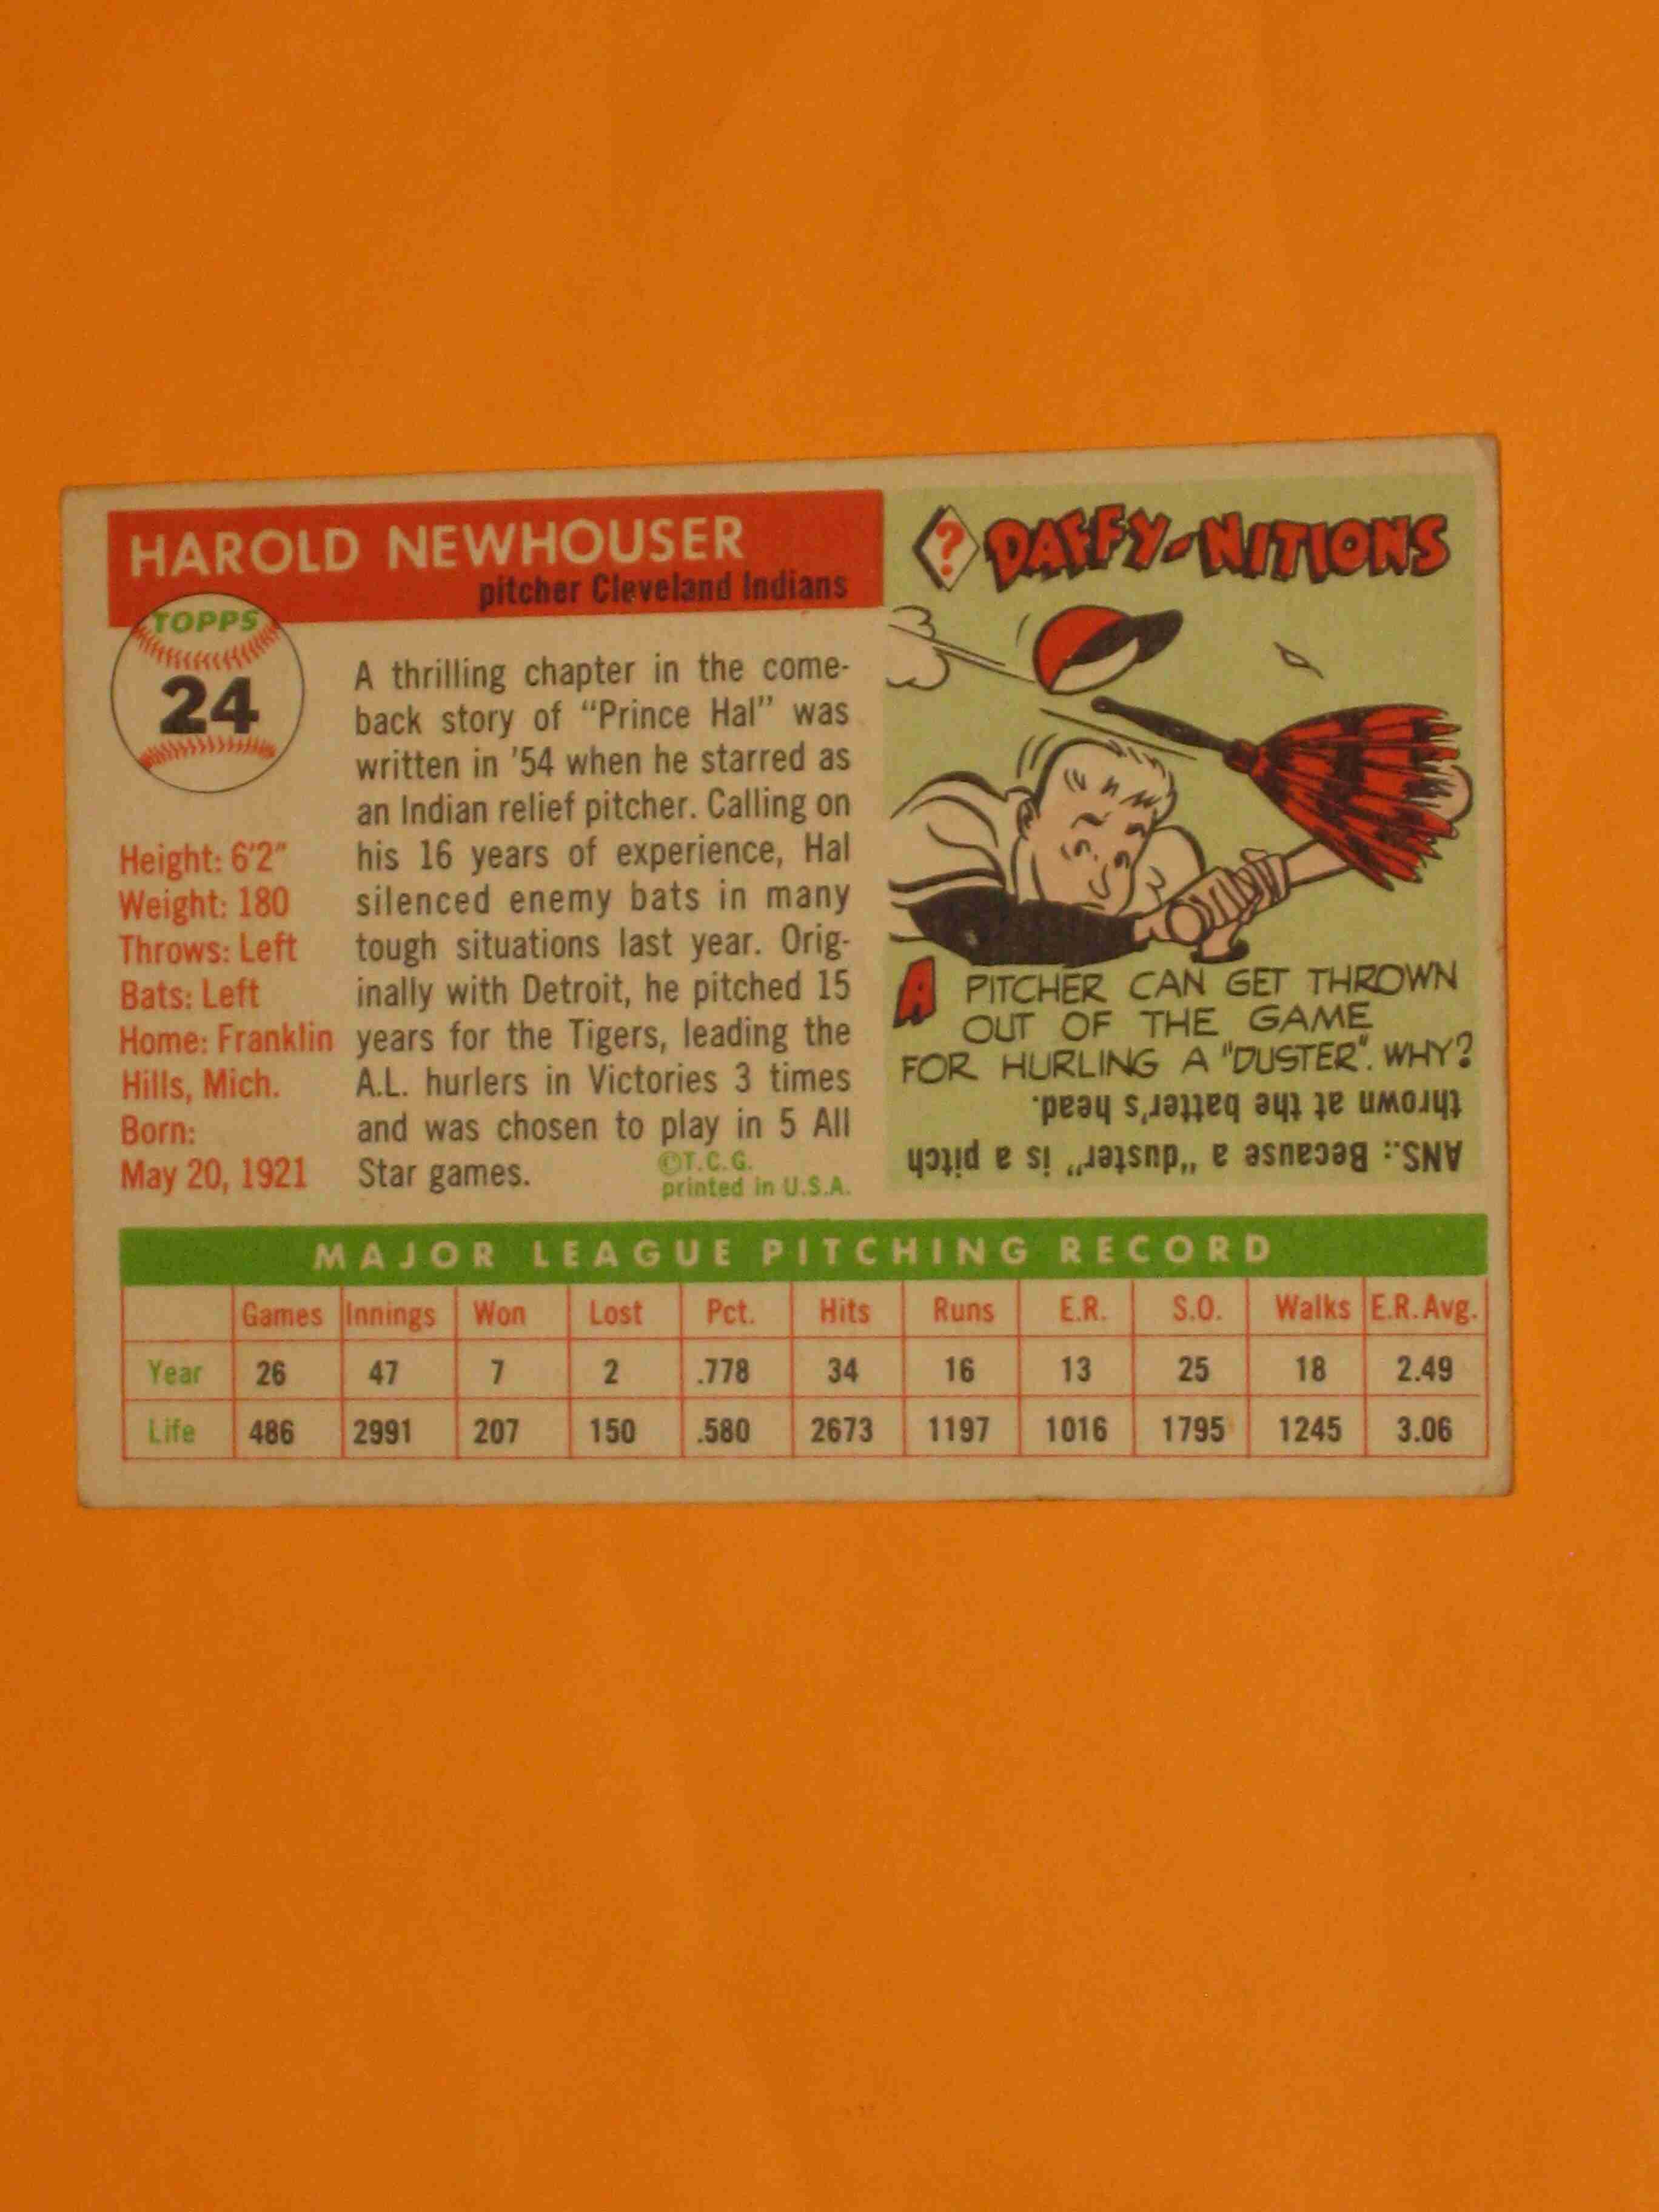 HAROLD NEWHOUSER
pitcher Cleveland Indians
TOPPS
24
Height: 6'2"
Weight: 180
Throws: Left
Bats: Left
Home: Franklin
Hills, Mich.
Born:
May 20, 1921
A thrilling chapter in the come-
back story of "Prince Hal" was
written in '54 when he starred as
an Indian relief pitcher. Calling on
his 16 years of experience, Hal
silenced enemy bats in many
tough situations last year. Orig-
inally with Detroit, he pitched 15
years for the Tigers, leading the
A.L. hurlers in Victories 3 times
and was chosen to play in 5 All
Star games.
©T.C.G.
printed in U.S.A.
? DAFFY-NITIONS
A PITCHER CAN GET THROWN
OUT OF THE GAME
FOR HURLING A "DUSTER". WHY?
ANS.: Because a "duster" is a pitch
thrown at the batter's head.
MAJOR LEAGUE PITCHING RECORD
Games Innings Won Lost Pct. Hits Runs E.R. S.O. Walks E.R. Avg.
Year 26 47 7 2 .778 34 16 13 25 18 2.49
Life 486 2991 207 150 .580 2673 1197 1016 1795 1245 3.06